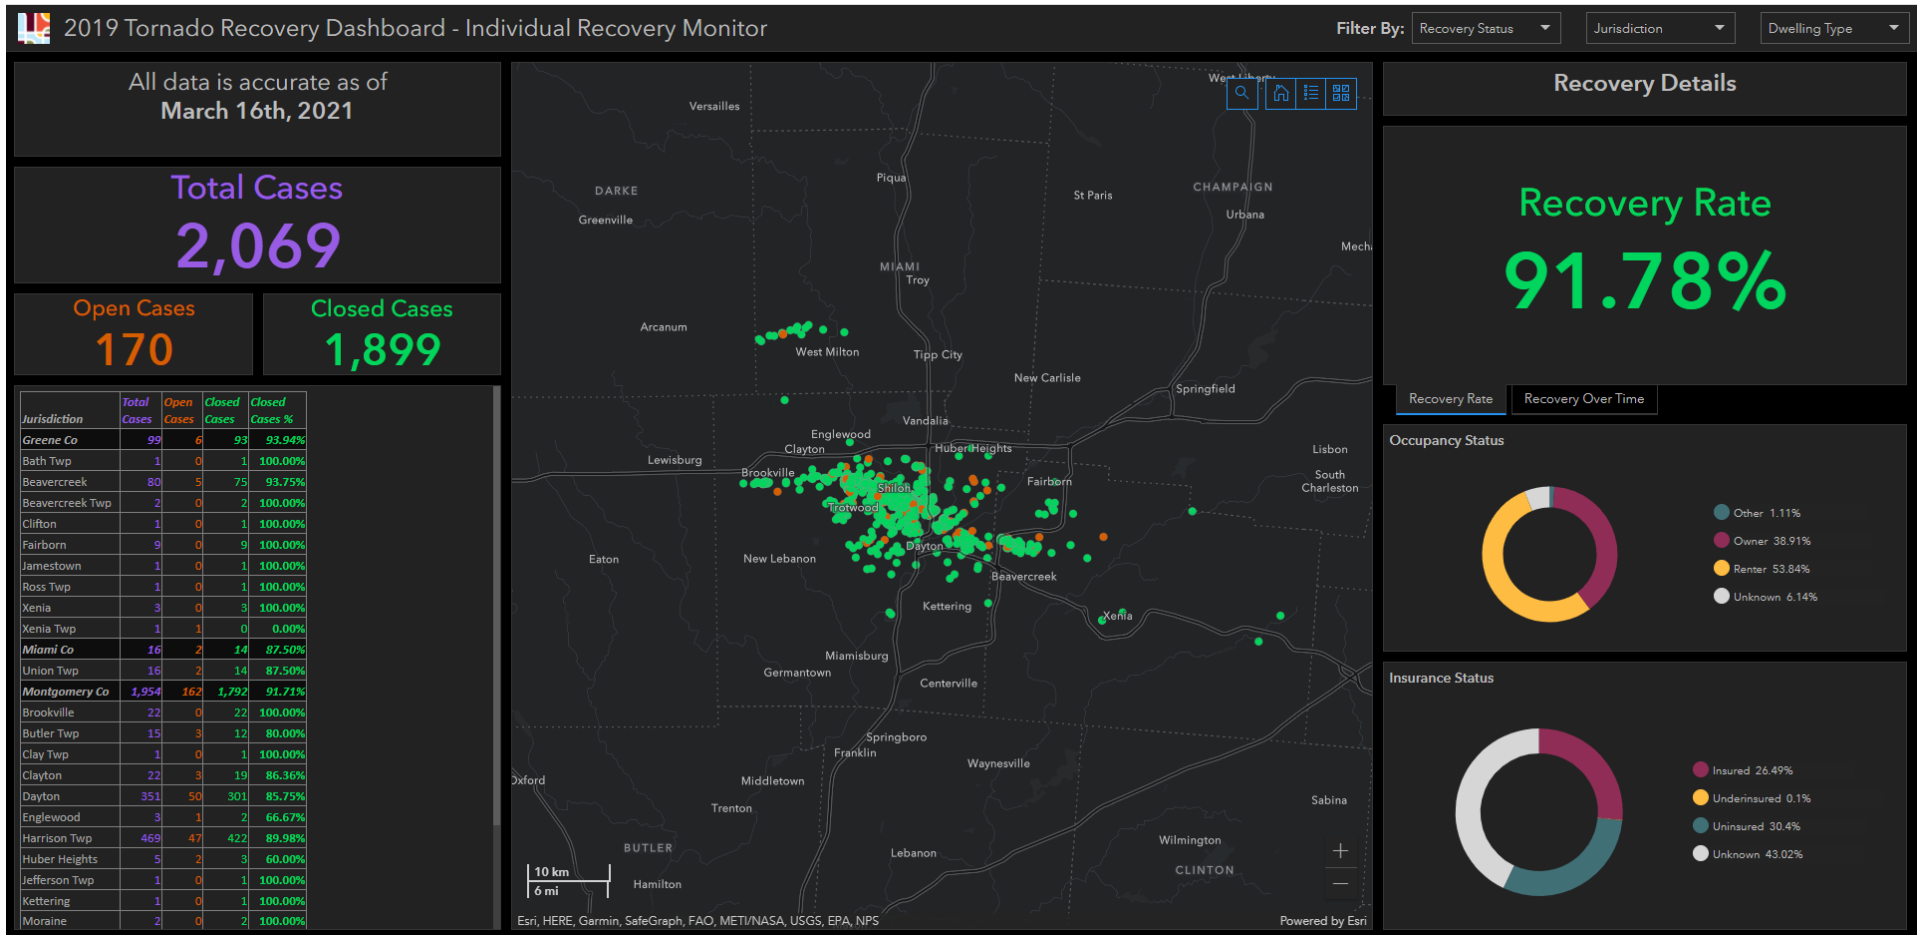 2019 Tornado Recovery Dashboard - Individual Recovery Monitor
Filter By:
Recovery Status
Jurisdiction
Dwelling Type
All data is accurate as of
March 16th, 2021
Total Cases
2,069
Open Cases
170
Closed Cases
1,899
Jurisdiction Total Cases Open Cases Closed Cases Closed Cases %
Greene Co 99 6 93 93.94%
Bath Twp 1 0 1 100.00%
Beavercreek 80 5 75 93.75%
Beavercreek Twp 2 0 2 100.00%
Clifton 1 0 1 100.00%
Fairborn 9 0 9 100.00%
Jamestown 1 0 1 100.00%
Ross Twp 1 0 1 100.00%
Xenia 3 0 3 100.00%
Xenia Twp 1 1 0 0.00%
Miami Co 16 2 14 87.50%
Union Twp 16 2 14 87.50%
Montgomery Co 1,954 162 1,792 91.71%
Brookville 22 0 22 100.00%
Butler Twp 15 3 12 80.00%
Clay Twp 1 0 1 100.00%
Clayton 22 3 19 86.36%
Dayton 351 50 301 85.75%
Englewood 3 1 2 66.67%
Harrison Twp 469 47 422 89.98%
Huber Heights 5 2 3 60.00%
Jefferson Twp 1 0 1 100.00%
Kettering 1 0 1 100.00%
Moraine 2 0 2 100.00%
West Liberty
Versailles
Piqua
DARKE
St Paris
CHAMPAIGN
Greenville
Urbana
Mech
MIAMI
Troy
Arcanum
West Milton
Tipp City
New Carlisle
Springfield
Vandalia
Englewood
Clayton
Huber Heights
Lisbon
Lewisburg
Brookville
Fairborn
South
Charleston
Shiloh
Trotwood
Dayton
Eaton
New Lebanon
Beavercreek
Kettering
Xenia
Miamisburg
Germantown
Centerville
Springboro
Franklin
Waynesville
Oxford
Middletown
Trenton
Sabina
Wilmington
BUTLER
Lebanon
CLINTON
Hamilton
10 km
6 mi
+
−
Esri, HERE, Garmin, SafeGraph, FAO, METI/NASA, USGS, EPA, NPS
Powered by Esri
Recovery Details
Recovery Rate
91.78%
Recovery Rate
Recovery Over Time
Occupancy Status
Other 1.11%
Owner 38.91%
Renter 53.84%
Unknown 6.14%
Insurance Status
Insured 26.49%
Underinsured 0.1%
Uninsured 30.4%
Unknown 43.02%